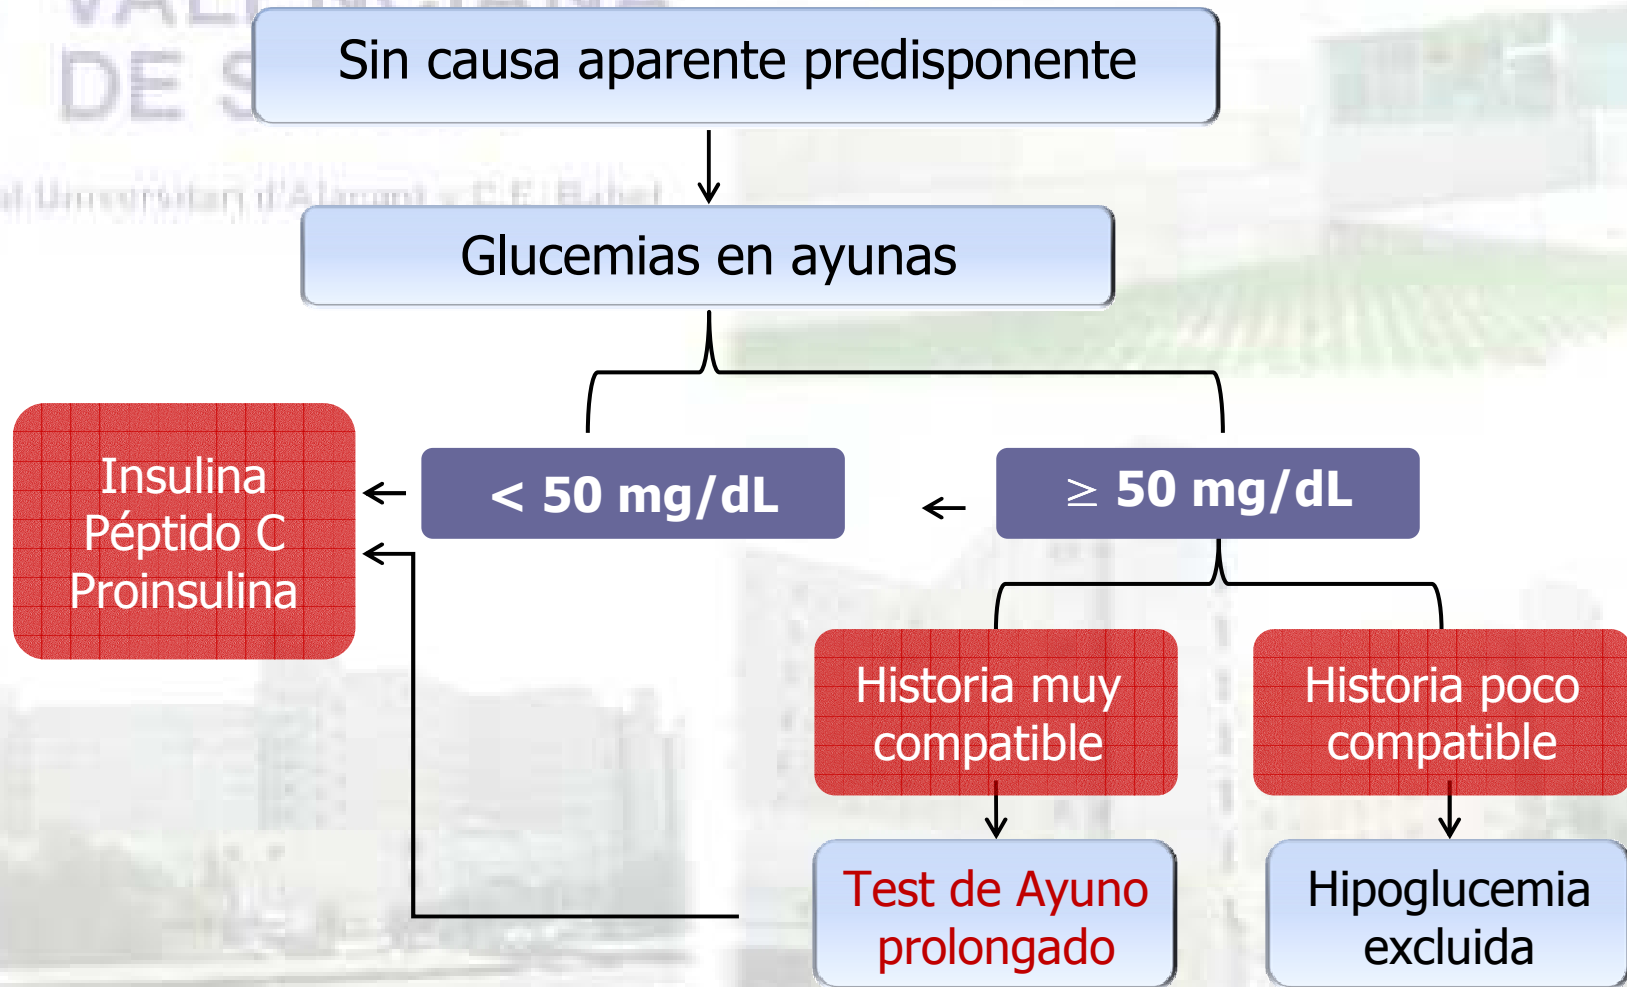 DE S
Sin causa aparente predisponente
Glucemias en ayunas
Insulina
Péptido C
Proinsulina
< 50 mg/dL
≥ 50 mg/dL
Historia muy
compatible
Historia poco
compatible
Test de Ayuno
prolongado
Hipoglucemia
excluida